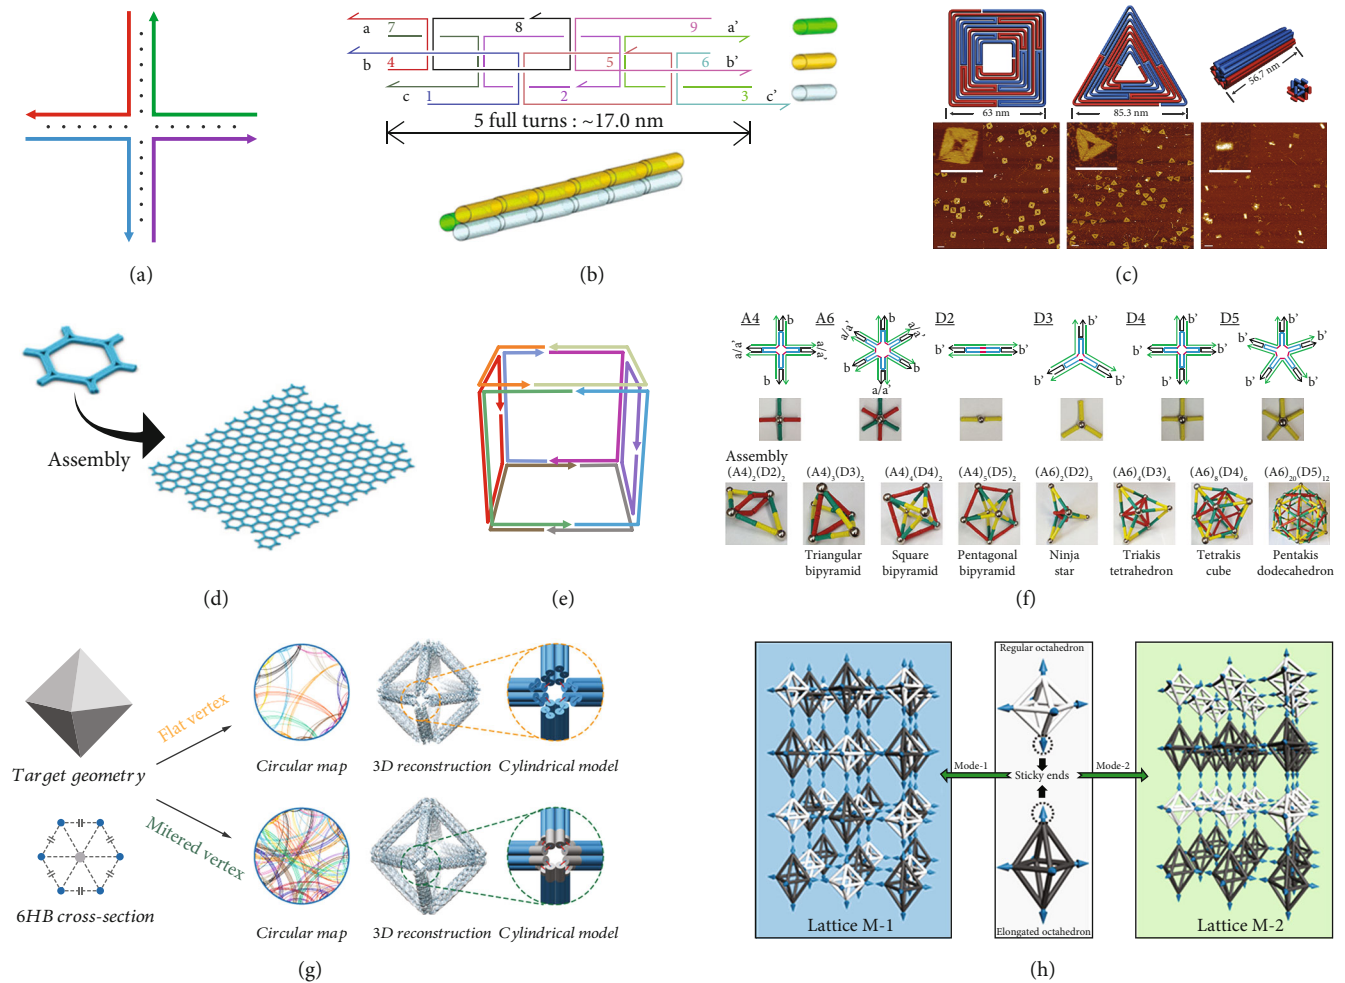 (a)
a 7 8 9 a'
b 4 5 6 b'
c 1 2 3 c'
5 full turns : ~17.0 nm
(b)
63 nm
85.3 nm
56.7 nm
(c)
Assembly
(d)
(e)
A4 A6 D2 D3 D4 D5
b
a/a'
a/a'
b
a/a'
a/a'
a/a'
b'
b'
b'
b'
b'
b'
b'
b'
b'
b'
b'
b'
b'
b'
Assembly
(A4)2(D2)2 (A4)3(D3)2 (A4)4(D4)2 (A4)5(D5)2 (A6)2(D2)3 (A6)4(D3)4 (A6)8(D4)6 (A6)20(D5)12
Triangular bipyramid
Square bipyramid
Pentagonal bipyramid
Ninja star
Triakis tetrahedron
Tetrakis cube
Pentakis dodecahedron
(f)
Target geometry
Flat vertex
Circular map
3D reconstruction
Cylindrical model
Mitered vertex
6HB cross-section
Circular map
3D reconstruction
Cylindrical model
(g)
Regular octahedron
Mode-1
Sticky ends
Mode-2
Lattice M-1
Elongated octahedron
Lattice M-2
(h)